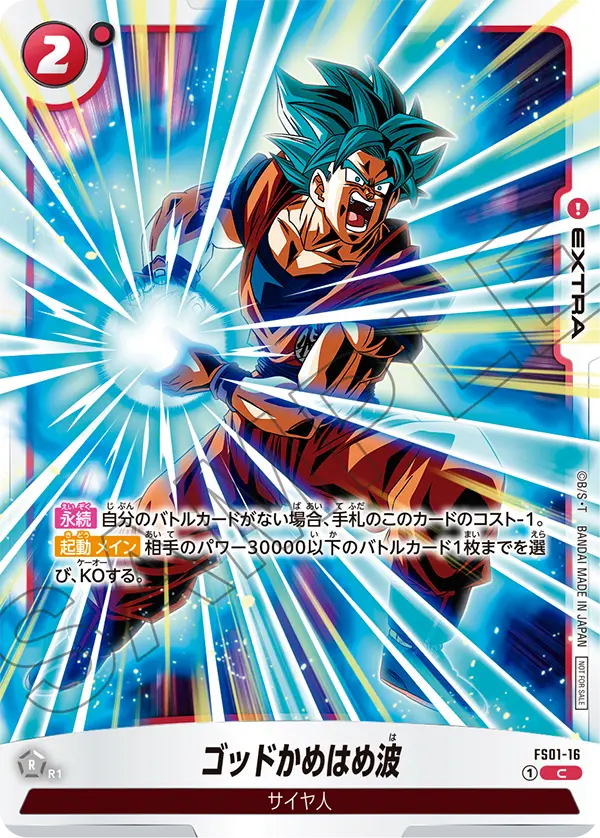 2
EXTRA
SAMPLE
永続 自分のバトルカードがない場合、手札のこのカードのコスト-1。
起動 メイン 相手のパワー30000以下のバトルカード1枚までを選
び、KOする。
©B/S・T BANDAI MADE IN JAPAN
NOT FOR SALE
ゴッドかめはめ波
サイヤ人
R R1
FS01-16
1 C